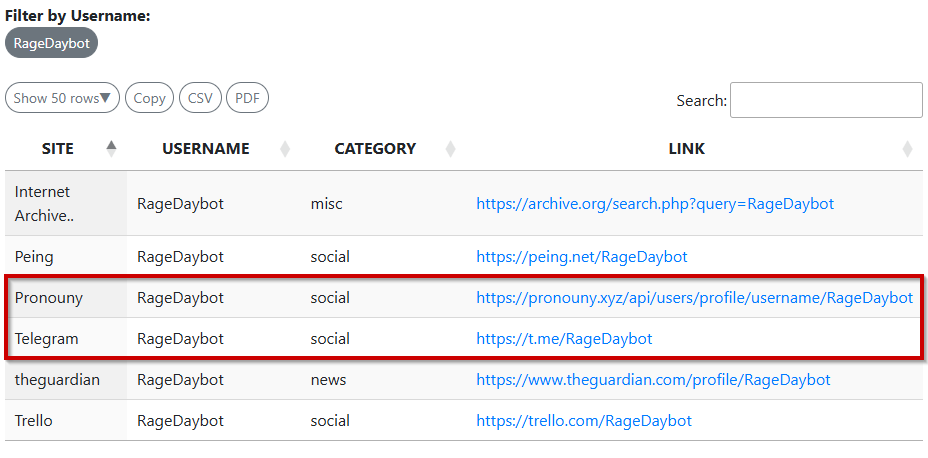 Filter by Username:
RageDaybot
Show 50 rows▼ Copy CSV PDF Search:
SITE USERNAME CATEGORY LINK
Internet
Archive..
RageDaybot misc https://archive.org/search.php?query=RageDaybot
Peing RageDaybot social https://peing.net/RageDaybot
Pronouny RageDaybot social https://pronouny.xyz/api/users/profile/username/RageDaybot
Telegram RageDaybot social https://t.me/RageDaybot
theguardian RageDaybot news https://www.theguardian.com/profile/RageDaybot
Trello RageDaybot social https://trello.com/RageDaybot